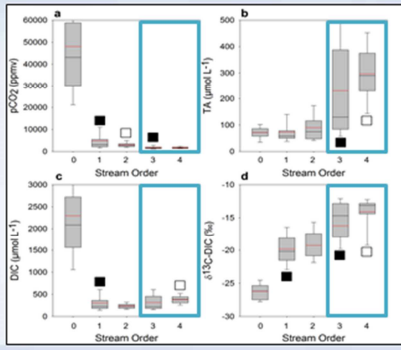 a
60000
50000
40000
30000
20000
10000
0
pCO2 (ppmv)
0 1 2 3 4
Stream Order
b
500
400
300
200
100
0
TA (µmol L-1)
0 1 2 3 4
Stream Order
c
3000
2500
2000
1500
1000
500
0
DIC (µmol L-1)
0 1 2 3 4
Stream Order
d
-10
-15
-20
-25
-30
δ13C-DIC (‰)
0 1 2 3 4
Stream Order